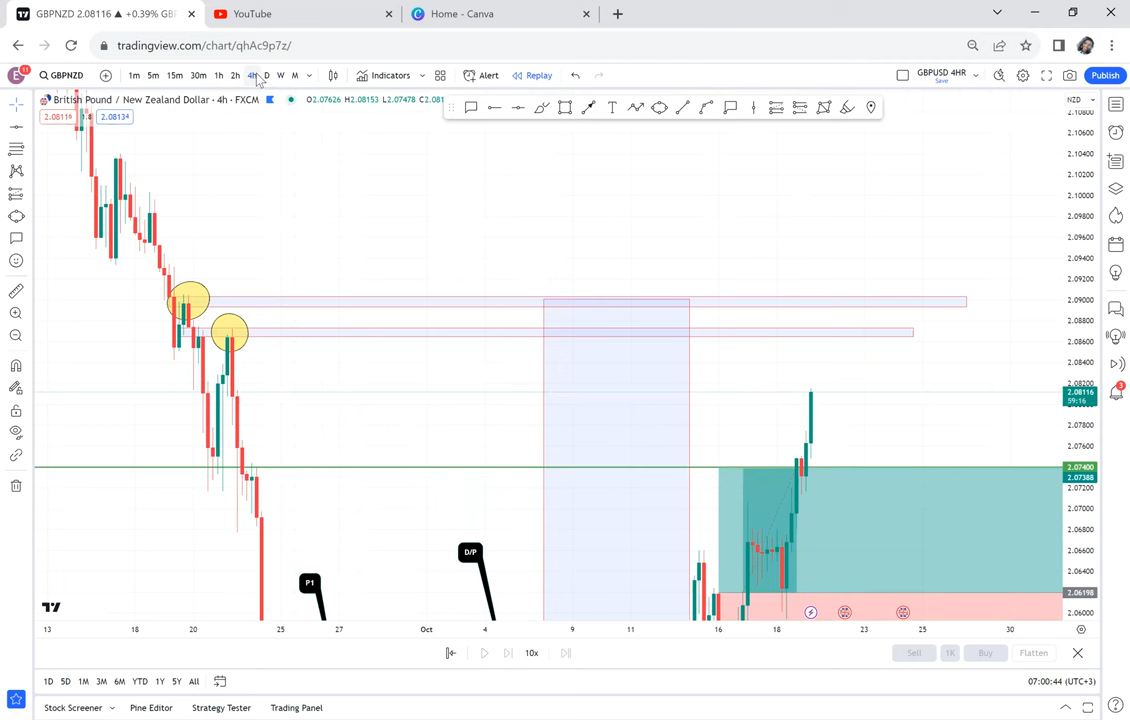 GBPNZD 2.08116 ▲ +0.39% GBP
YouTube
Home - Canva
tradingview.com/chart/qhAc9p7z/
E
11
GBPNZD
1m 5m 15m 30m 1h 2h 4h D W M
Indicators
Alert
Replay
GBPUSD 4HR
Save
Publish
British Pound / New Zealand Dollar · 4h · FXCM
O2.07626 H2.08153 L2.07478 C2.081
NZD
2.08119 1.8 2.08134
2.10800
2.10600
2.10400
2.10200
2.10000
2.09800
2.09600
2.09400
2.09200
2.09000
2.08800
2.08600
2.08400
2.08200
2.08116
59:16
2.07800
2.07600
2.07400
2.07388
2.07200
2.07000
2.06800
2.06600
2.06400
2.06198
2.06000
D/P
P1
3
13 18 20 25 27 Oct 4 9 11 16 18 23 25 30
10x
Sell 1K Buy Flatten
1D 5D 1M 3M 6M YTD 1Y 5Y All
07:00:44 (UTC+3)
Stock Screener Pine Editor Strategy Tester Trading Panel